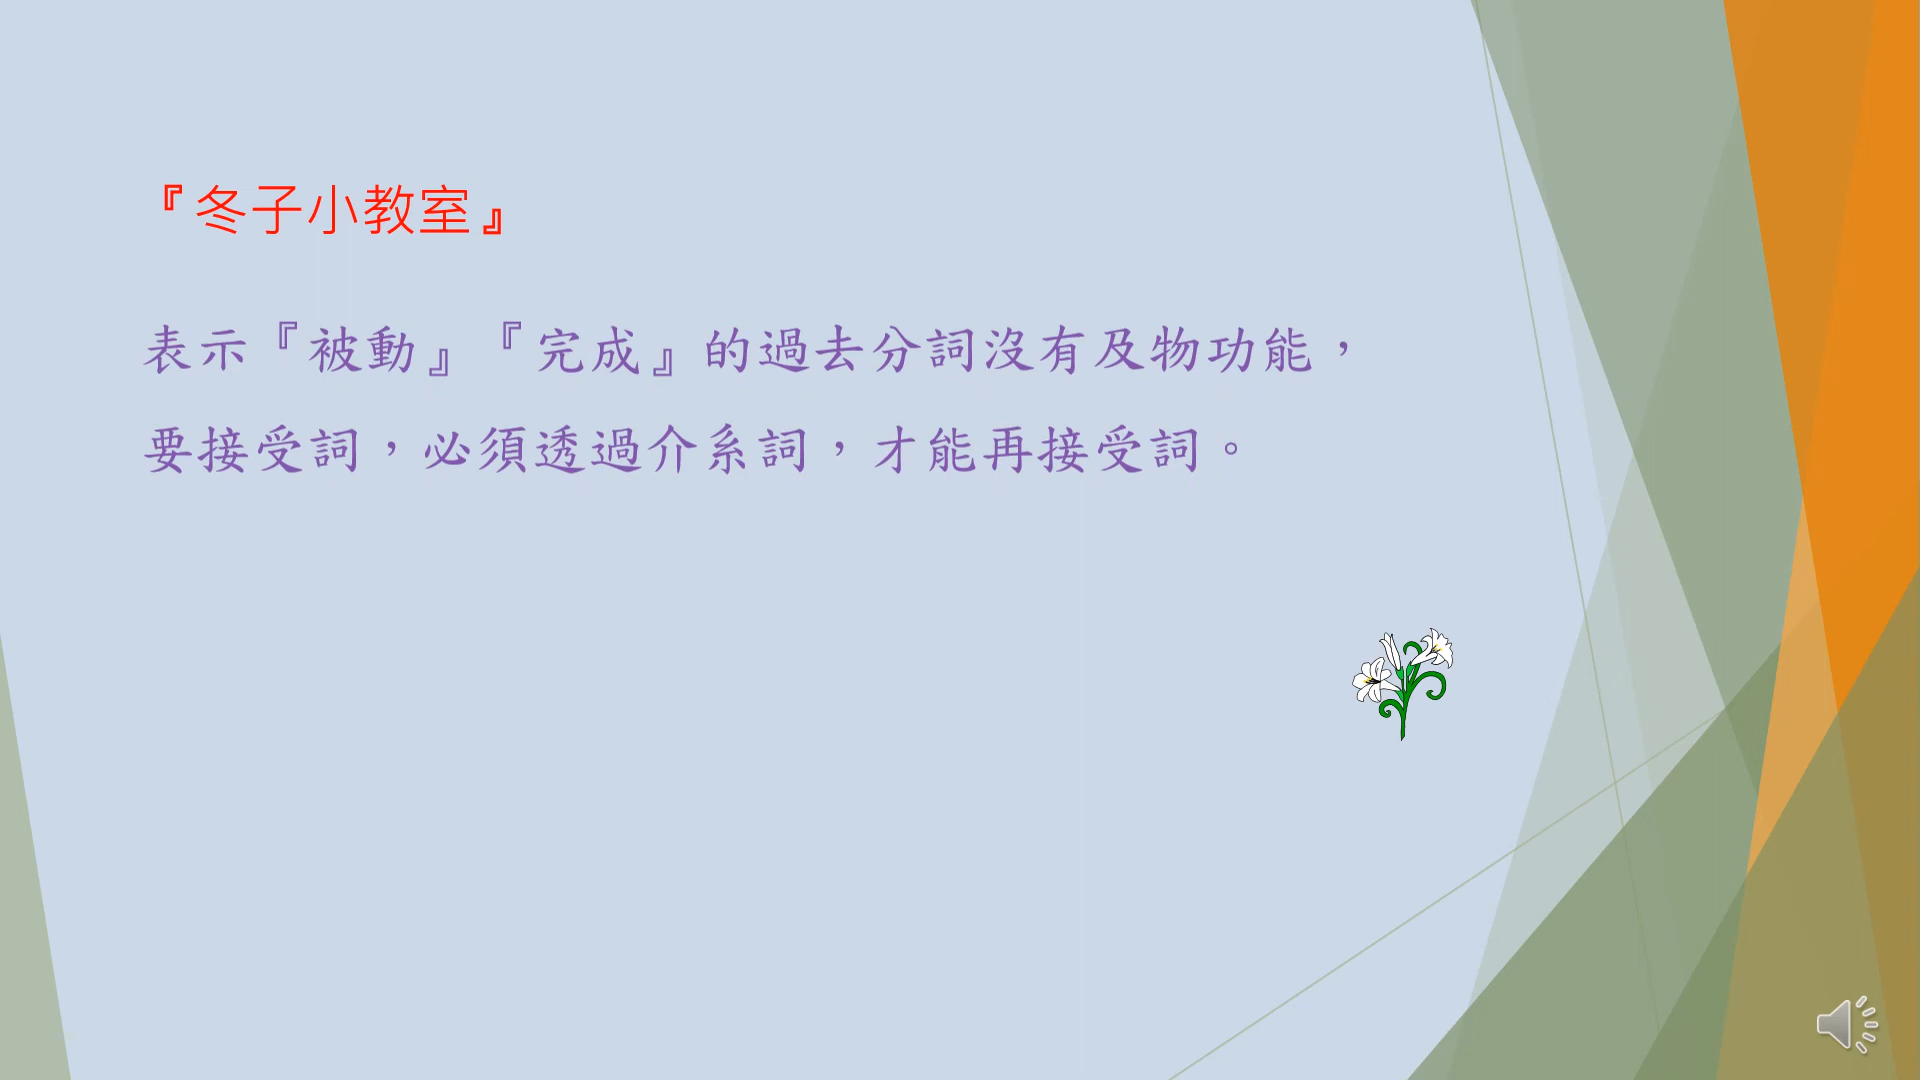 『冬子小教室』
表示『被動』『完成』的過去分詞沒有及物功能，
要接受詞，必須透過介系詞，才能再接受詞。